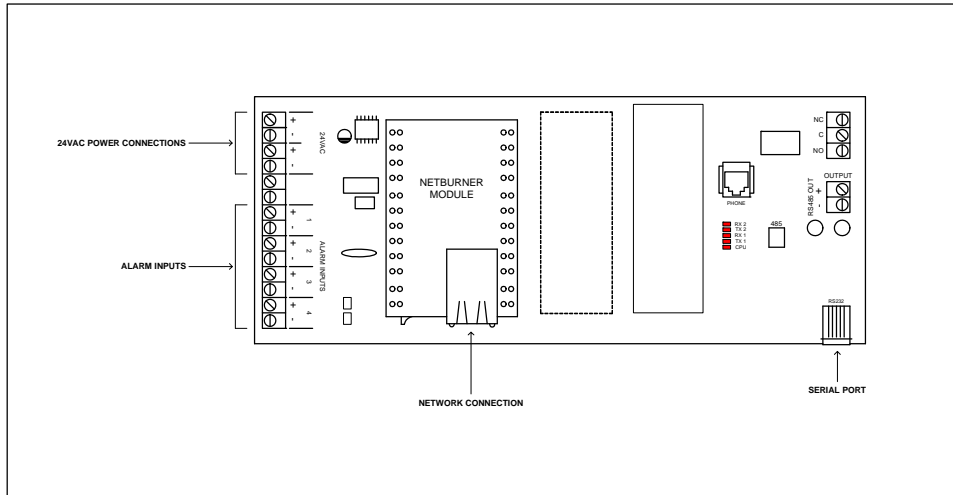 24VAC POWER CONNECTIONS
+
-
+
-
24VAC
ALARM INPUTS
+
-
1
+
-
2
+
-
3
+
-
4
ALARM INPUTS
NETBURNER
MODULE
NETWORK CONNECTION
PHONE
RX 2
TX 2
RX 1
TX 1
CPU
485
NC
C
NO
OUTPUT
RS485 OUT
+
-
RS232
SERIAL PORT